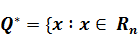 Q* = {x : x ∈ Rₙ